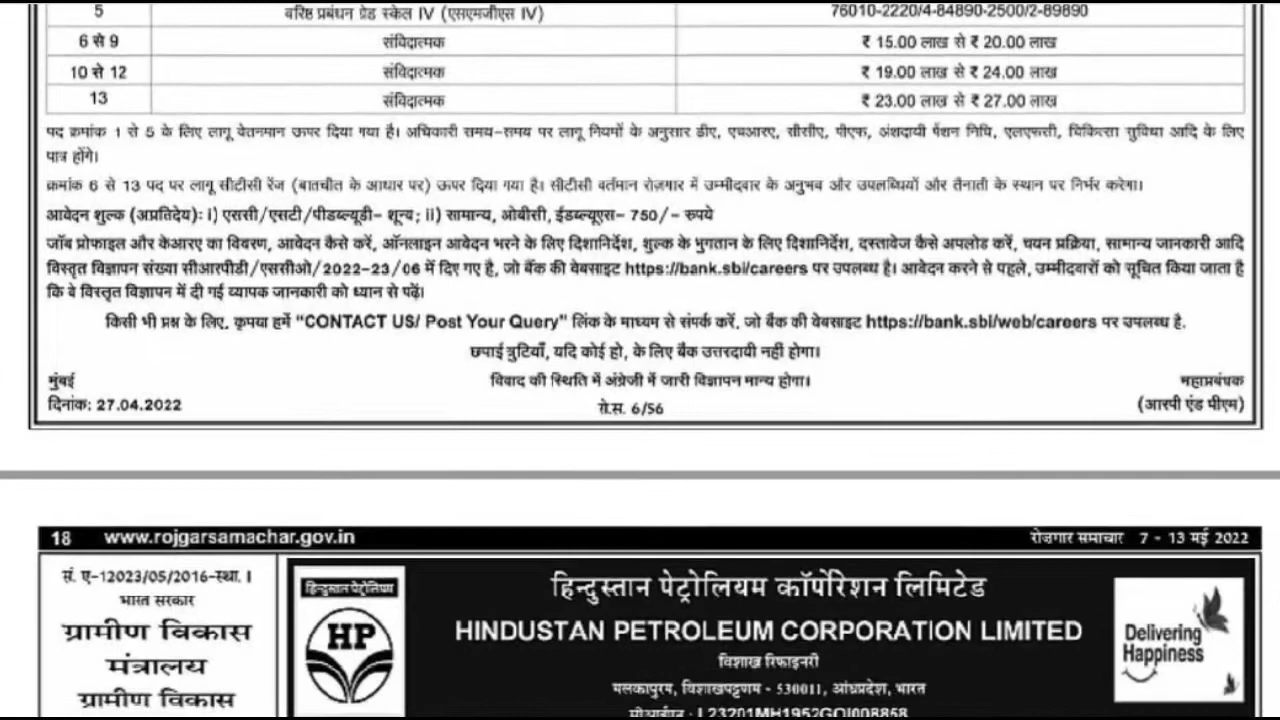 5 वरिष्ठ प्रबंधन ग्रेड स्केल IV (एसएमजीएस IV) 76010-2220/4-84890-2500/2-89890
6 से 9 संविदात्मक ₹ 15.00 लाख से ₹ 20.00 लाख
10 से 12 संविदात्मक ₹ 19.00 लाख से ₹ 24.00 लाख
13 संविदात्मक ₹ 23.00 लाख से ₹ 27.00 लाख
पद क्रमांक 1 से 5 के लिए लागू वेतनमान ऊपर दिया गया है। अधिकारी समय-समय पर लागू नियमों के अनुसार डीए, एचआरए, सीसीए, पीएफ, अंशदायी पेंशन निधि, एलएफसी, चिकित्सा सुविधा आदि के लिए
पात्र होंगे।
क्रमांक 6 से 13 पद पर लागू सीटीसी रेंज (बातचीत के आधार पर) ऊपर दिया गया है। सीटीसी वर्तमान रोज़गार में उम्मीदवार के अनुभव और उपलब्धियों और तैनाती के स्थान पर निर्भर करेगा।
आवेदन शुल्क (अप्रतिदेय): i) एससी/एसटी/पीडब्ल्यूडी- शून्य; ii) सामान्य, ओबीसी, ईडब्ल्यूएस- 750/- रुपये
जॉब प्रोफाइल और केआरए का विवरण, आवेदन कैसे करें, ऑनलाइन आवेदन भरने के लिए दिशानिर्देश, शुल्क के भुगतान के लिए दिशानिर्देश, दस्तावेज कैसे अपलोड करें, चयन प्रक्रिया, सामान्य जानकारी आदि
विस्तृत विज्ञापन संख्या सीआरपीडी/एससीओ/2022-23/06 में दिए गए है, जो बैंक की वेबसाइट https://bank.sbi/careers पर उपलब्ध है। आवेदन करने से पहले, उम्मीदवारों को सूचित किया जाता है
कि वे विस्तृत विज्ञापन में दी गई व्यापक जानकारी को ध्यान से पढ़ें।
किसी भी प्रश्न के लिए, कृपया हमें "CONTACT US/ Post Your Query" लिंक के माध्यम से संपर्क करें, जो बैंक की वेबसाइट https://bank.sbi/web/careers पर उपलब्ध है.
छपाई त्रुटियाँ, यदि कोई हो, के लिए बैंक उत्तरदायी नहीं होगा।
मुंबई विवाद की स्थिति में अंग्रेजी में जारी विज्ञापन मान्य होगा। महाप्रबंधक
दिनांक: 27.04.2022 रो.स. 6/56 (आरपी एंड पीएम)
18 www.rojgarsamachar.gov.in रोज़गार समाचार 7 - 13 मई 2022
सं. ए-12023/05/2016-स्था. I
भारत सरकार
ग्रामीण विकास
मंत्रालय
ग्रामीण विकास
हिन्दुस्तान पेट्रोलियम
HP
हिन्दुस्तान पेट्रोलियम कॉर्पोरेशन लिमिटेड
HINDUSTAN PETROLEUM CORPORATION LIMITED
विशाख रिफाइनरी
मलकापुरम, विशाखपट्टणम - 530011, आंध्रप्रदेश, भारत
सीआईएन : L23201MH1952GOI008858
Delivering
Happiness